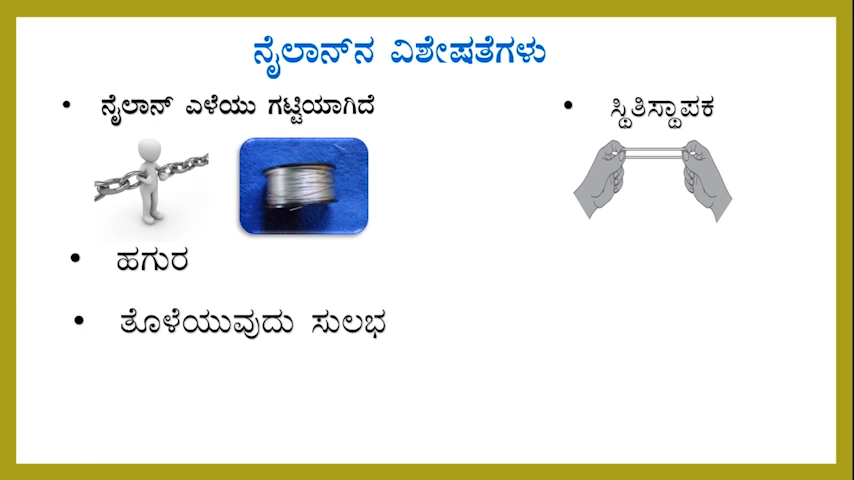 ನೈಲಾನ್‌ನ ವಿಶೇಷತೆಗಳು
• ನೈಲಾನ್ ಎಳೆಯು ಗಟ್ಟಿಯಾಗಿದೆ
• ಸ್ಥಿತಿಸ್ಥಾಪಕ
• ಹಗುರ
• ತೊಳೆಯುವುದು ಸುಲಭ